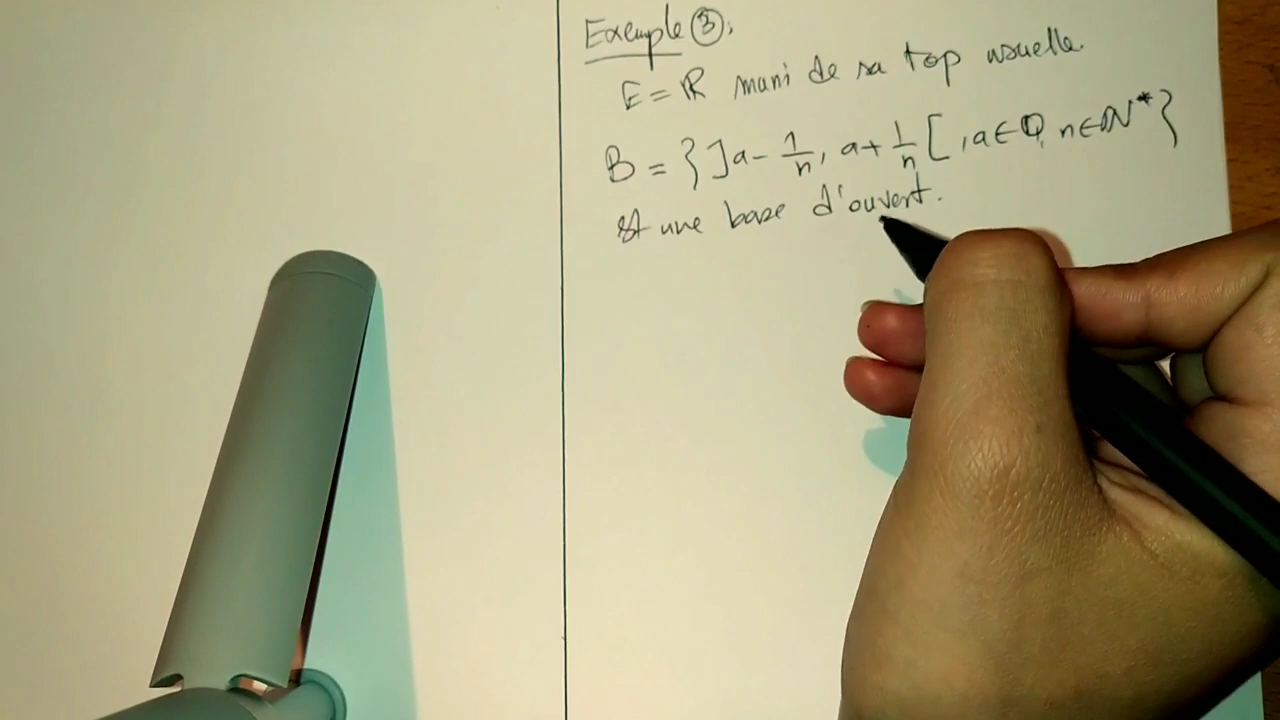 Exemple ③:
E = ℝ muni de sa top usuelle.
B = { ]a - 1/n, a + 1/n[ , a ∈ ℚ, n ∈ ℕ* }
est une base d'ouvert.